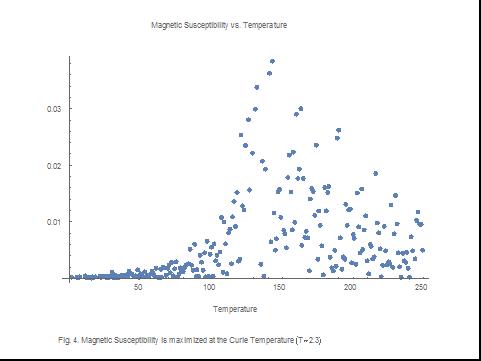 Magnetic Susceptibility vs. Temperature
0.03
0.02
0.01
50
100
150
200
250
Temperature
Fig. 4. Magnetic Susceptibility is maximized at the Curie Temperature (T~2.3)